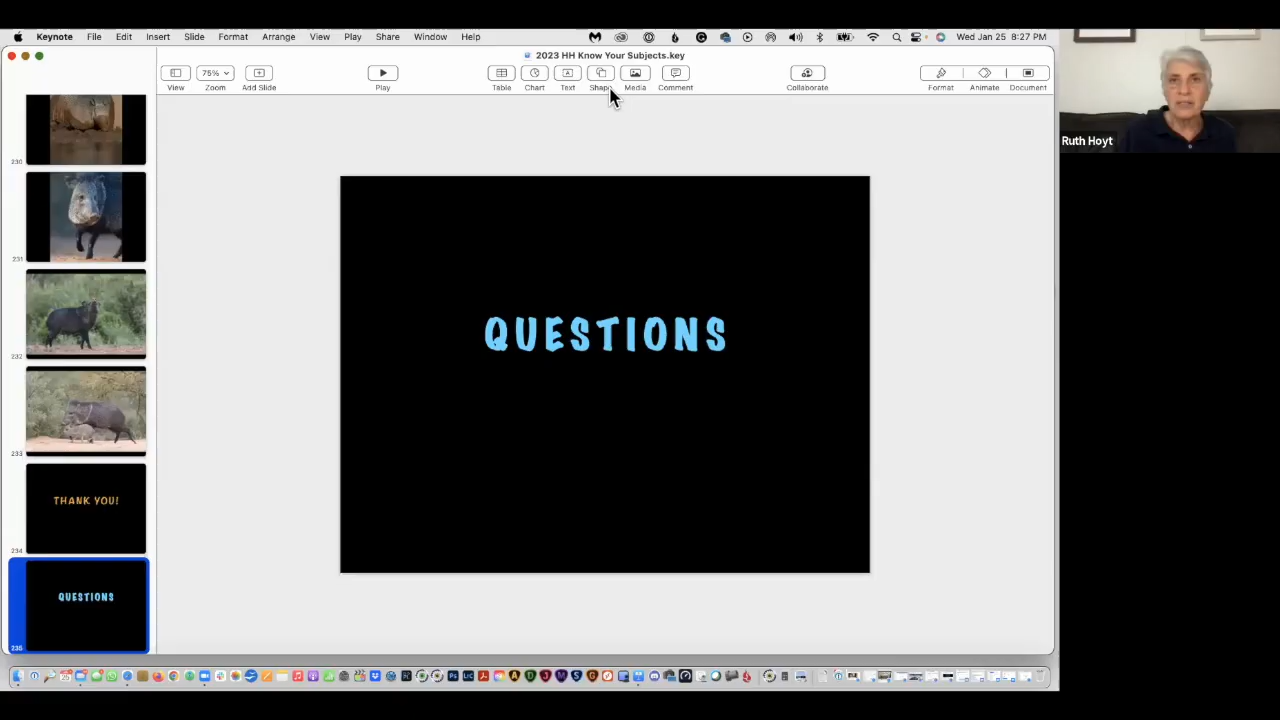 Keynote File Edit Insert Slide Format Arrange View Play Share Window Help Wed Jan 25 8:27 PM
2023 HH Know Your Subjects.key
75%
View Zoom Add Slide Play Table Chart Text Shape Media Comment Collaborate Format Animate Document
Ruth Hoyt
230
231
232
233
THANK YOU!
234
QUESTIONS
235
QUESTIONS